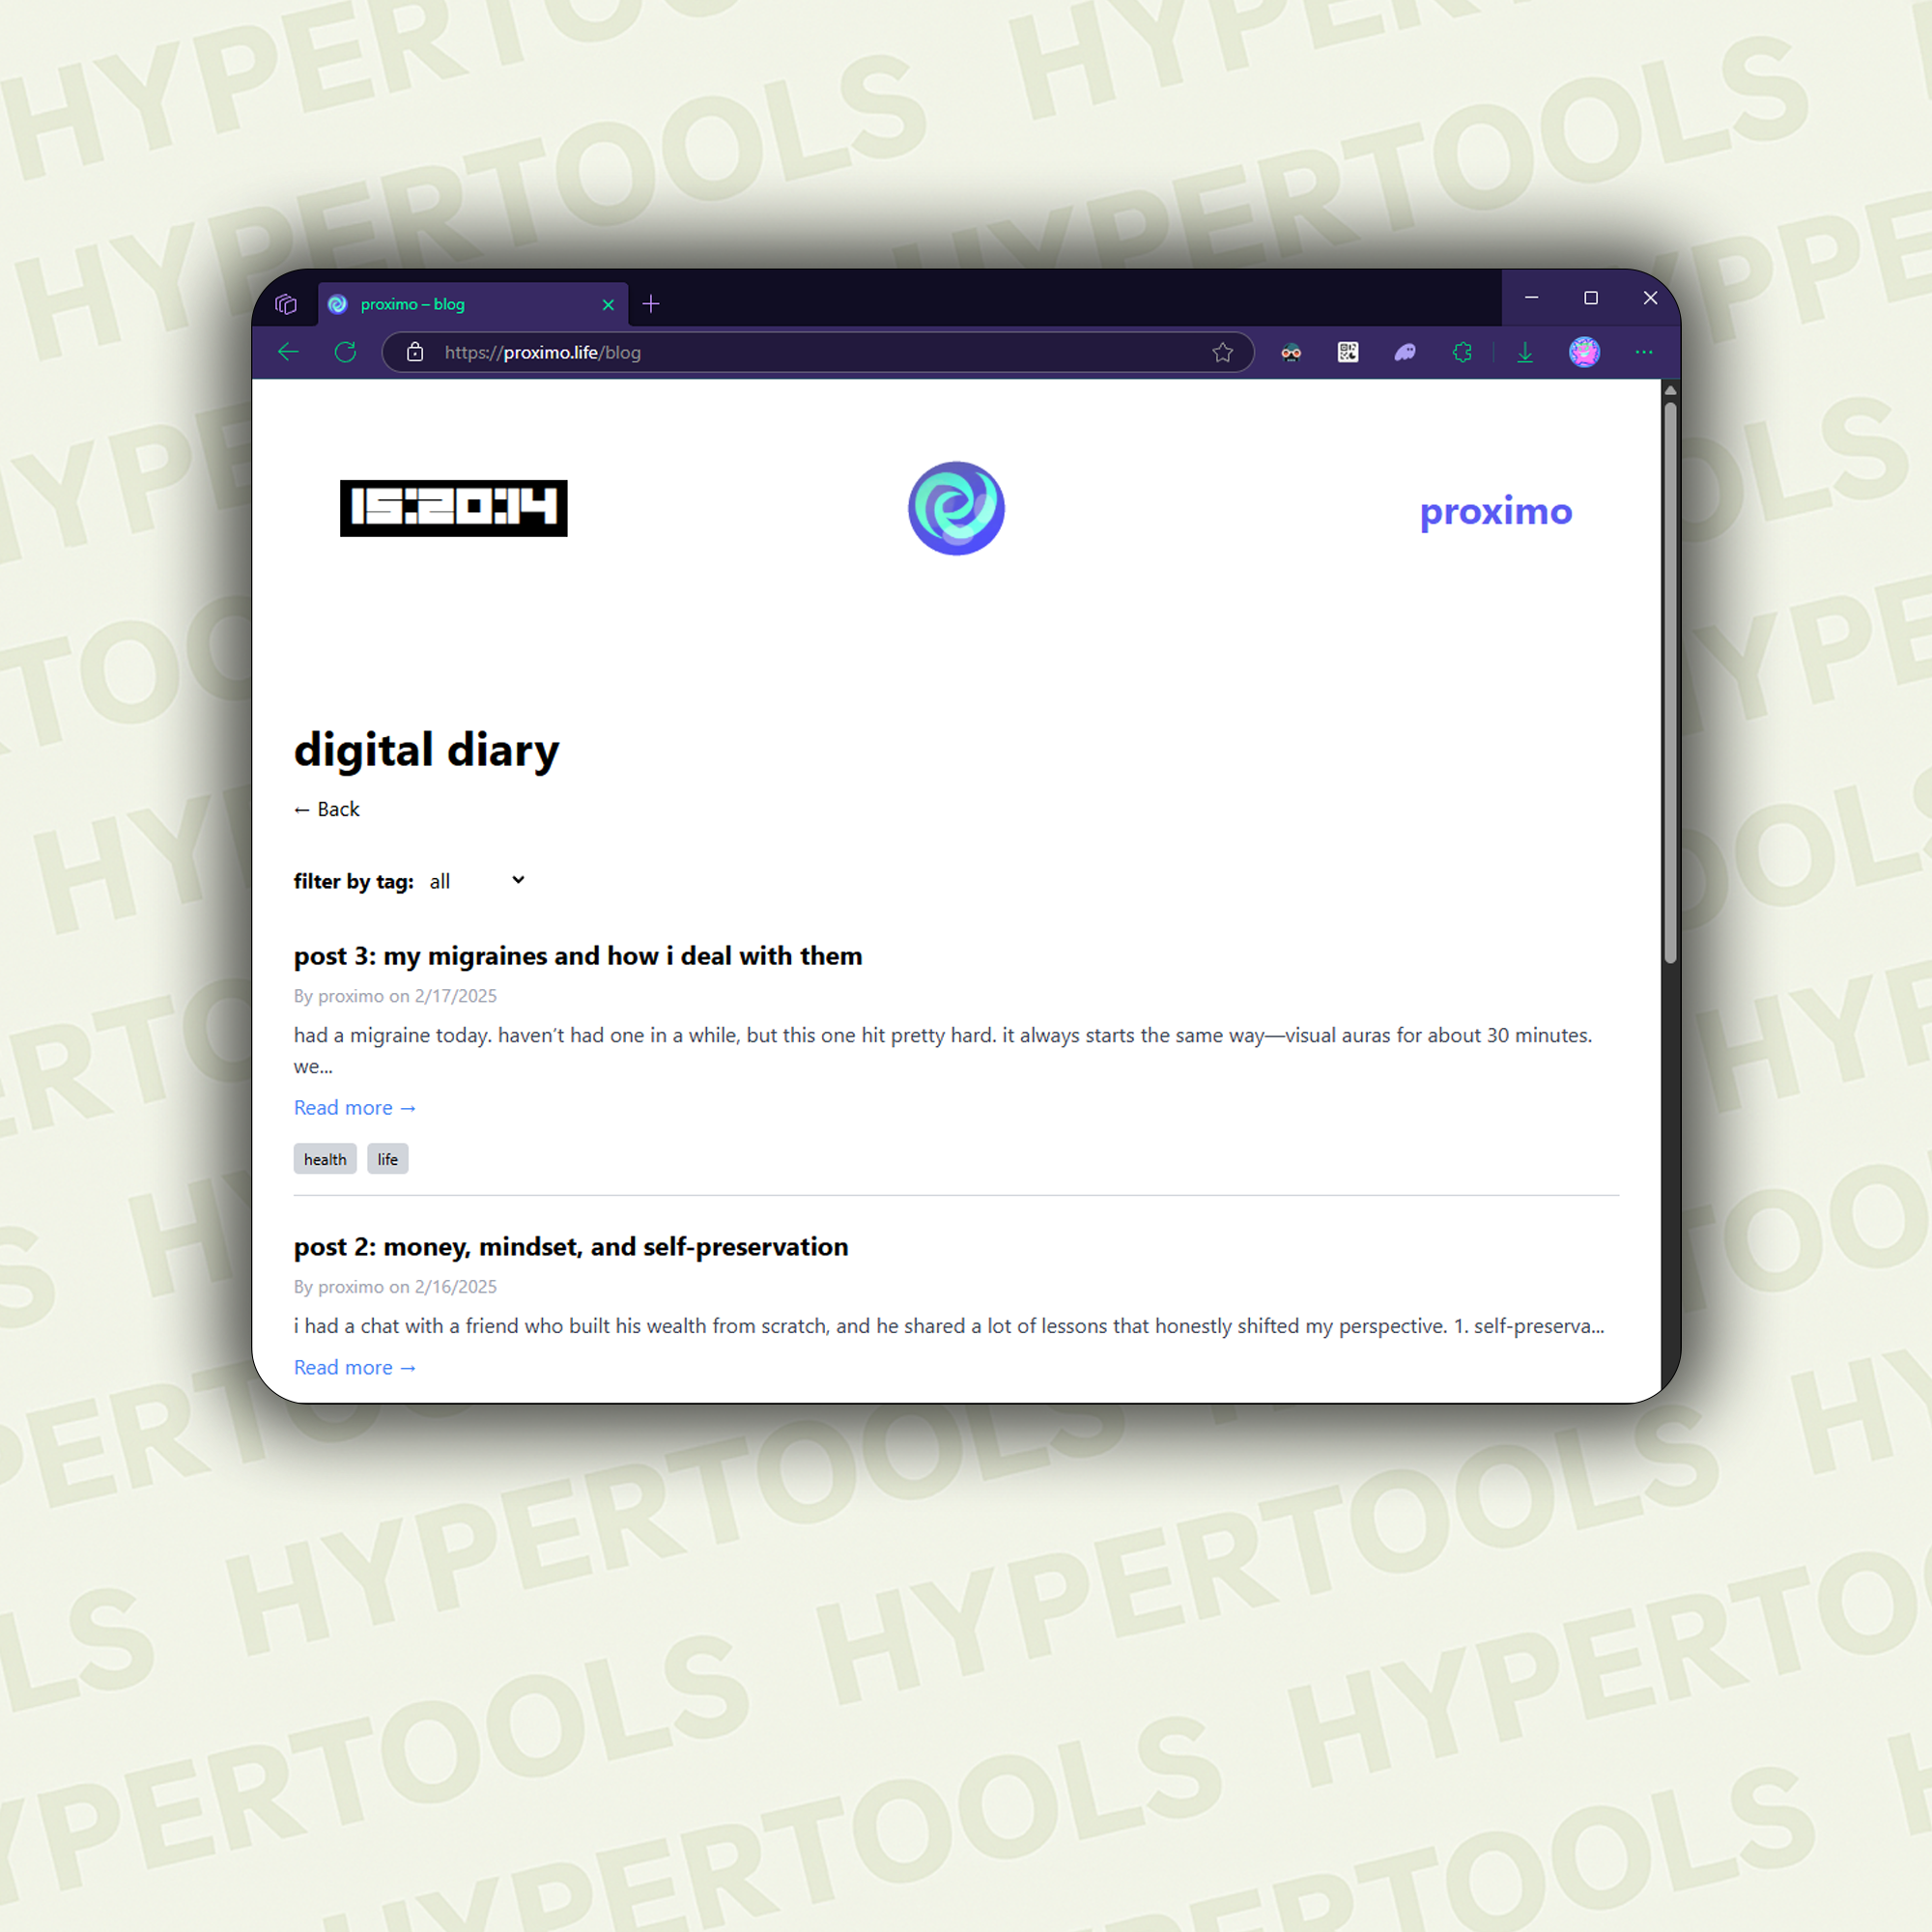 HYPERTOOLS
HYPERTOOLS
proximo – blog
https://proximo.life/blog
15:20:14
proximo
digital diary
← Back
filter by tag: all
post 3: my migraines and how i deal with them
By proximo on 2/17/2025
had a migraine today. haven’t had one in a while, but this one hit pretty hard. it always starts the same way—visual auras for about 30 minutes.
we...
Read more →
health life
post 2: money, mindset, and self-preservation
By proximo on 2/16/2025
i had a chat with a friend who built his wealth from scratch, and he shared a lot of lessons that honestly shifted my perspective. 1. self-preserva...
Read more →
HYPERTOOLS
HYPERTOOLS
HYPERTOOLS
HYPERTOOLS
HYPERTOOLS